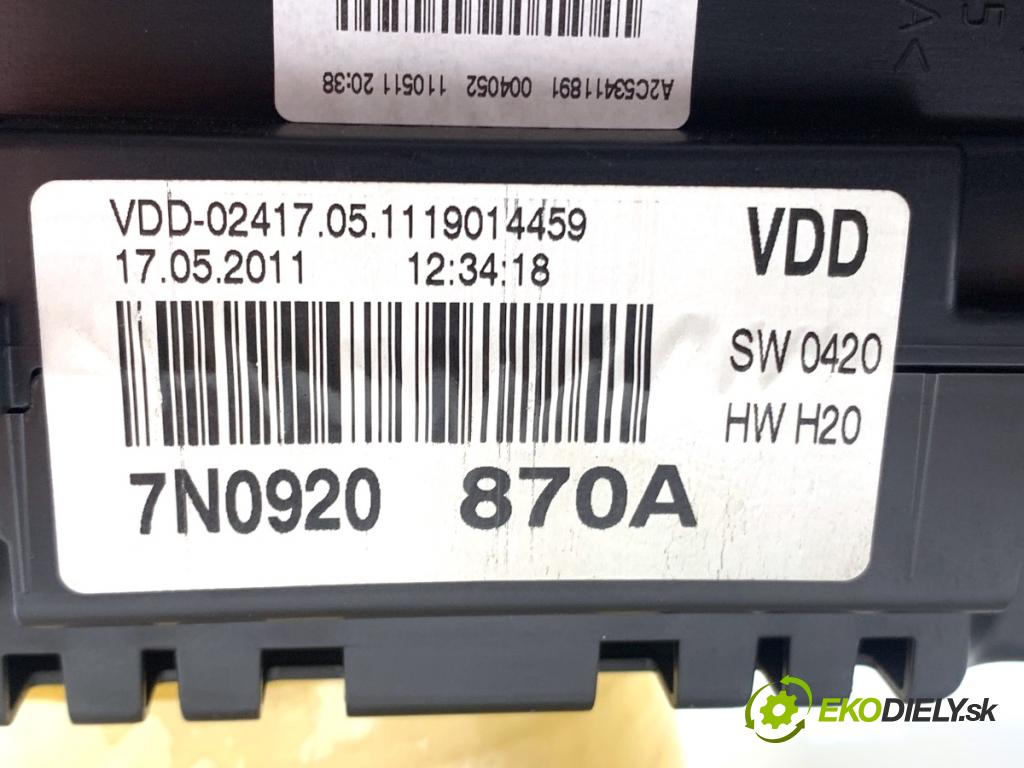 A2C53411891 004052 110511 20:38
VDD-02417.05.1119014459
17.05.2011 12:34:18
VDD
SW 0420
HW H20
7N0920 870A
EKODIELY.sk